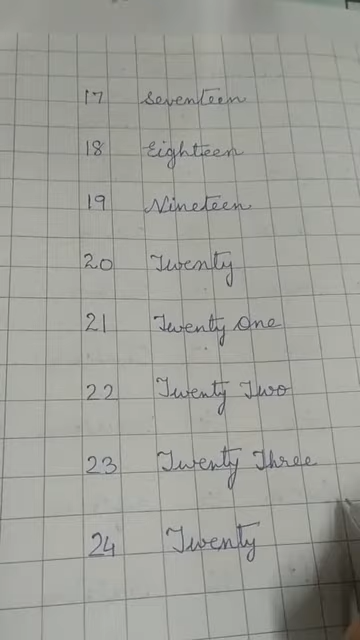 17 Seventeen
18 Eighteen
19 Nineteen
20 Twenty
21 Twenty One
22 Twenty Two
23 Twenty Three
24 Twenty